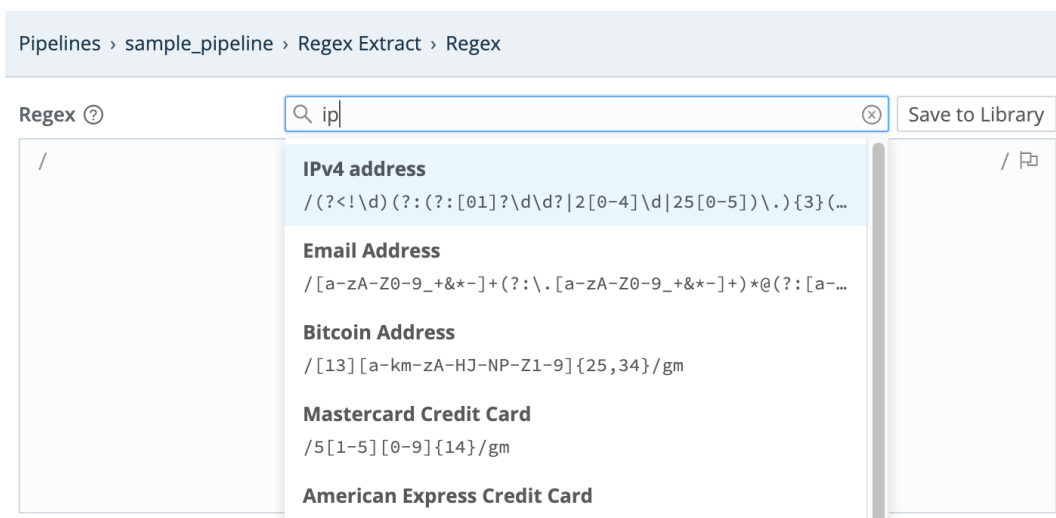 Pipelines › sample_pipeline › Regex Extract › Regex
Regex ? ip Save to Library
/ /
IPv4 address
/(?<!\d)(?:(?:[01]?\d\d?|2[0-4]\d|25[0-5])\.){3}(…
Email Address
/[a-zA-Z0-9_+&*-]+(?:\.[a-zA-Z0-9_+&*-]+)*@(?:[a-…
Bitcoin Address
/[13][a-km-zA-HJ-NP-Z1-9]{25,34}/gm
Mastercard Credit Card
/5[1-5][0-9]{14}/gm
American Express Credit Card